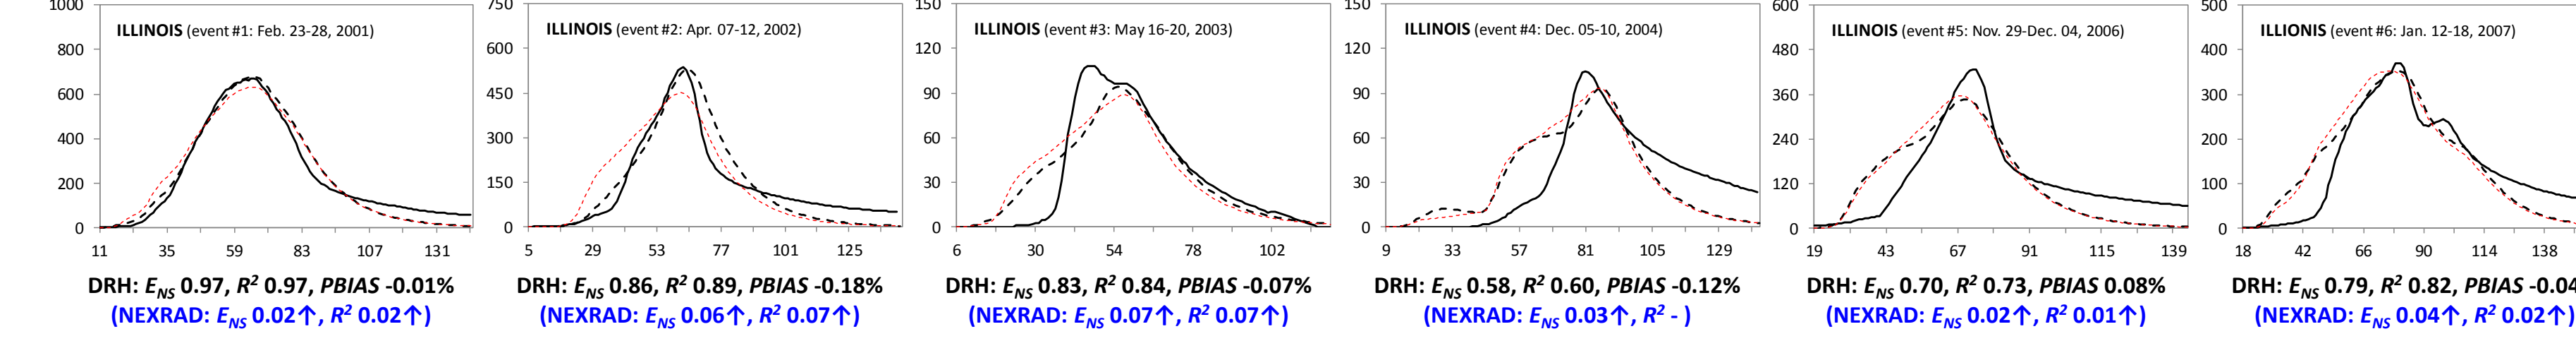 1000
800
600
400
200
0
ILLINOIS (event #1: Feb. 23-28, 2001)
11 35 59 83 107 131
DRH: ENS 0.97, R2 0.97, PBIAS -0.01%
(NEXRAD: ENS 0.02↑, R2 0.02↑)
750
600
450
300
150
0
ILLINOIS (event #2: Apr. 07-12, 2002)
5 29 53 77 101 125
DRH: ENS 0.86, R2 0.89, PBIAS -0.18%
(NEXRAD: ENS 0.06↑, R2 0.07↑)
150
120
90
60
30
0
ILLINOIS (event #3: May 16-20, 2003)
6 30 54 78 102
DRH: ENS 0.83, R2 0.84, PBIAS -0.07%
(NEXRAD: ENS 0.07↑, R2 0.07↑)
150
120
90
60
30
0
ILLINOIS (event #4: Dec. 05-10, 2004)
9 33 57 81 105 129
DRH: ENS 0.58, R2 0.60, PBIAS -0.12%
(NEXRAD: ENS 0.03↑, R2 - )
600
480
360
240
120
0
ILLINOIS (event #5: Nov. 29-Dec. 04, 2006)
19 43 67 91 115 139
DRH: ENS 0.70, R2 0.73, PBIAS 0.08%
(NEXRAD: ENS 0.02↑, R2 0.01↑)
500
400
300
200
100
0
ILLIONIS (event #6: Jan. 12-18, 2007)
18 42 66 90 114 138
DRH: ENS 0.79, R2 0.82, PBIAS -0.04
(NEXRAD: ENS 0.04↑, R2 0.02↑)